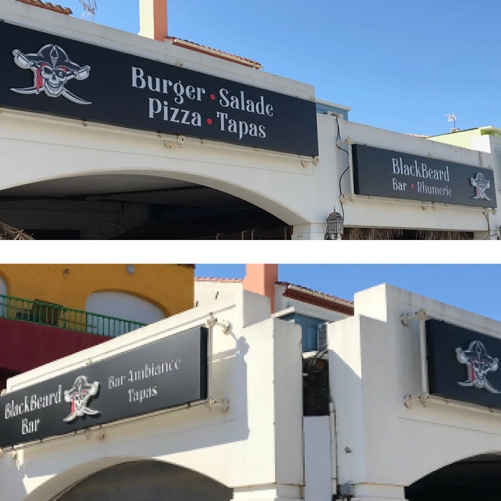 Burger • Salade
Pizza • Tapas
BlackBeard
Bar • Rhumerie
BlackBeard
Bar
Bar Ambiance
Tapas